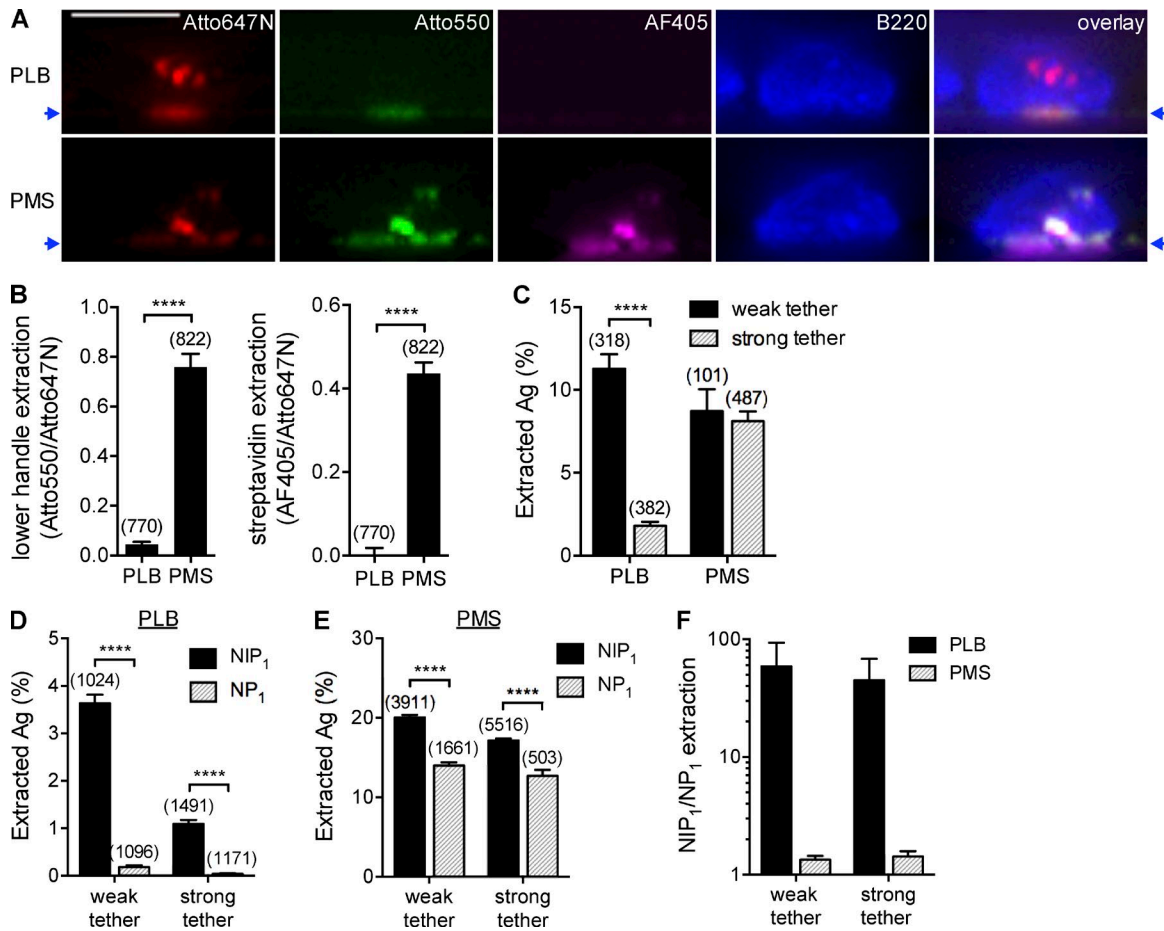 A
Atto647N
Atto550
AF405
B220
overlay
PLB
PMS
B
lower handle extraction
(Atto550/Atto647N)
1.0
0.8
0.6
0.4
0.2
0.0
****
(822)
(770)
PLB PMS
streptavidin extraction
(AF405/Atto647N)
0.6
0.4
0.2
0.0
****
(822)
(770)
PLB PMS
C
Extracted Ag (%)
15
10
5
0
****
(318)
(382)
(101)
(487)
weak tether
strong tether
PLB
PMS
D
PLB
Extracted Ag (%)
5
4
3
2
1
0
****
(1024)
(1096)
****
(1491)
(1171)
NIP₁
NP₁
weak
tether
strong
tether
E
PMS
Extracted Ag (%)
30
20
10
0
****
(3911)
(1661)
****
(5516)
(503)
NIP₁
NP₁
weak
tether
strong
tether
F
NIP₁/NP₁ extraction
100
10
1
PLB
PMS
weak
tether
strong
tether